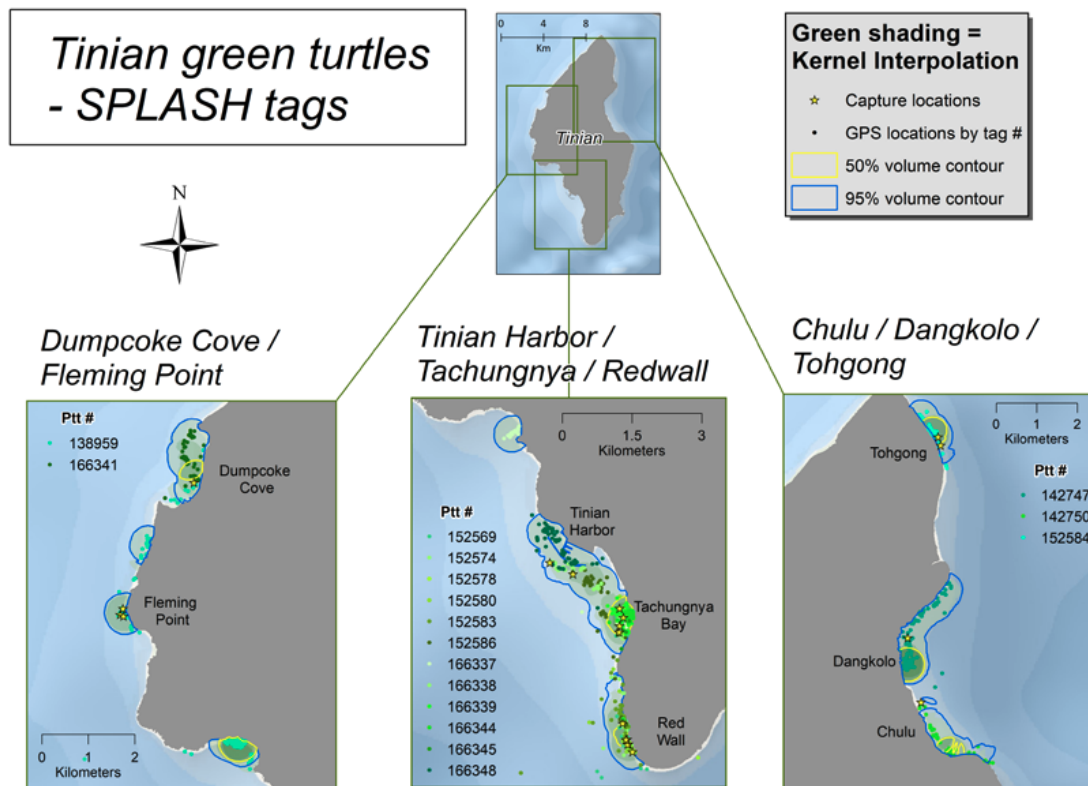 Tinian green turtles
- SPLASH tags
0 4 8
Km
Tinian
Green shading =
Kernel Interpolation
Capture locations
GPS locations by tag #
50% volume contour
95% volume contour
N
Dumpcoke Cove /
Fleming Point
Ptt #
138959
166341
Dumpcoke
Cove
Fleming
Point
0 2
Kilometers
Tinian Harbor /
Tachungnya / Redwall
0 1.5 3
Kilometers
Tinian
Harbor
Ptt #
152569
152574
152578
152580
152583
152586
166337
166338
166339
166344
166345
166348
Tachungnya
Bay
Red
Wall
Chulu / Dangkolo /
Tohgong
0 1 2
Kilometers
Tohgong
Ptt #
142747
142750
152584
Dangkolo
Chulu